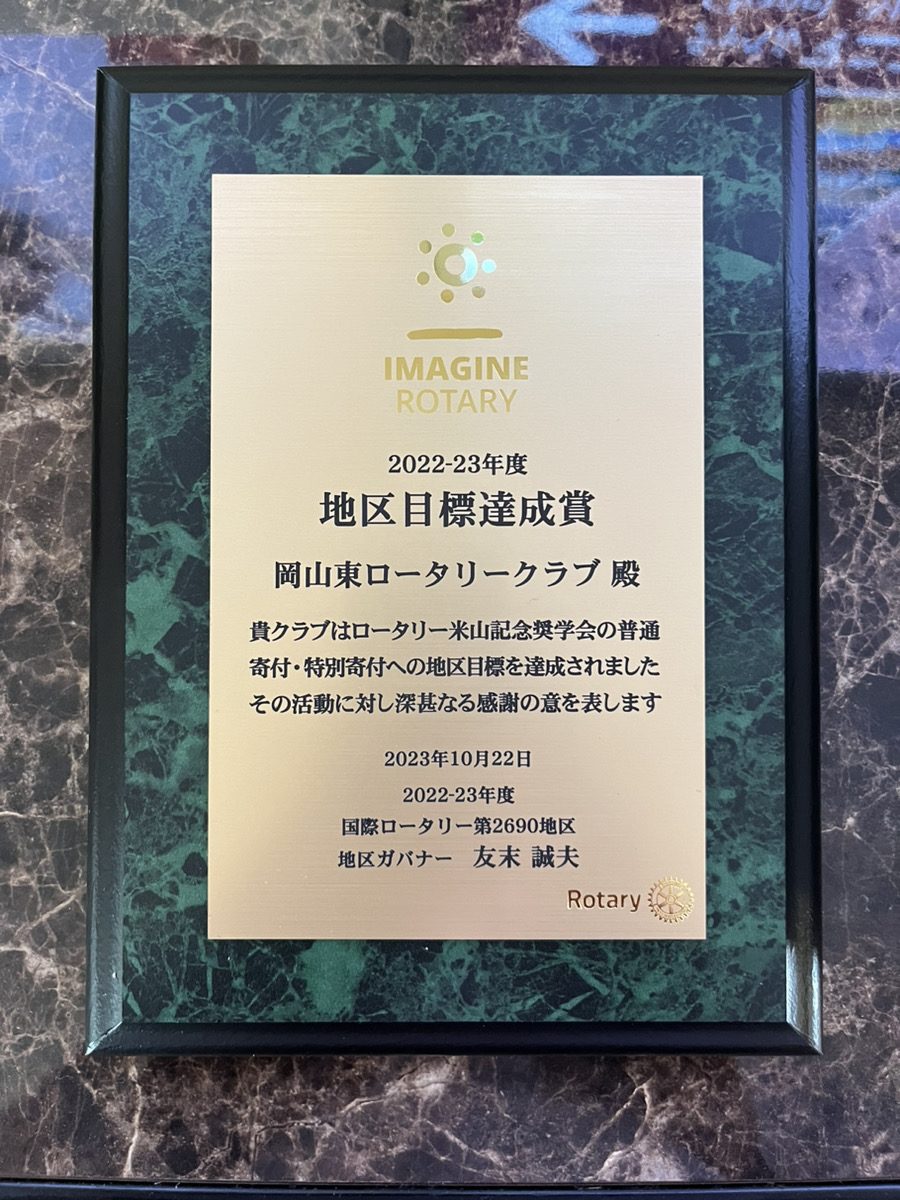 IMAGINE
ROTARY
2022-23年度
地区目標達成賞
岡山東ロータリークラブ 殿
貴クラブはロータリー米山記念奨学会の普通
寄付・特別寄付への地区目標を達成されました
その活動に対し深甚なる感謝の意を表します
2023年10月22日
2022-23年度
国際ロータリー第2690地区
地区ガバナー 友末 誠夫
Rotary